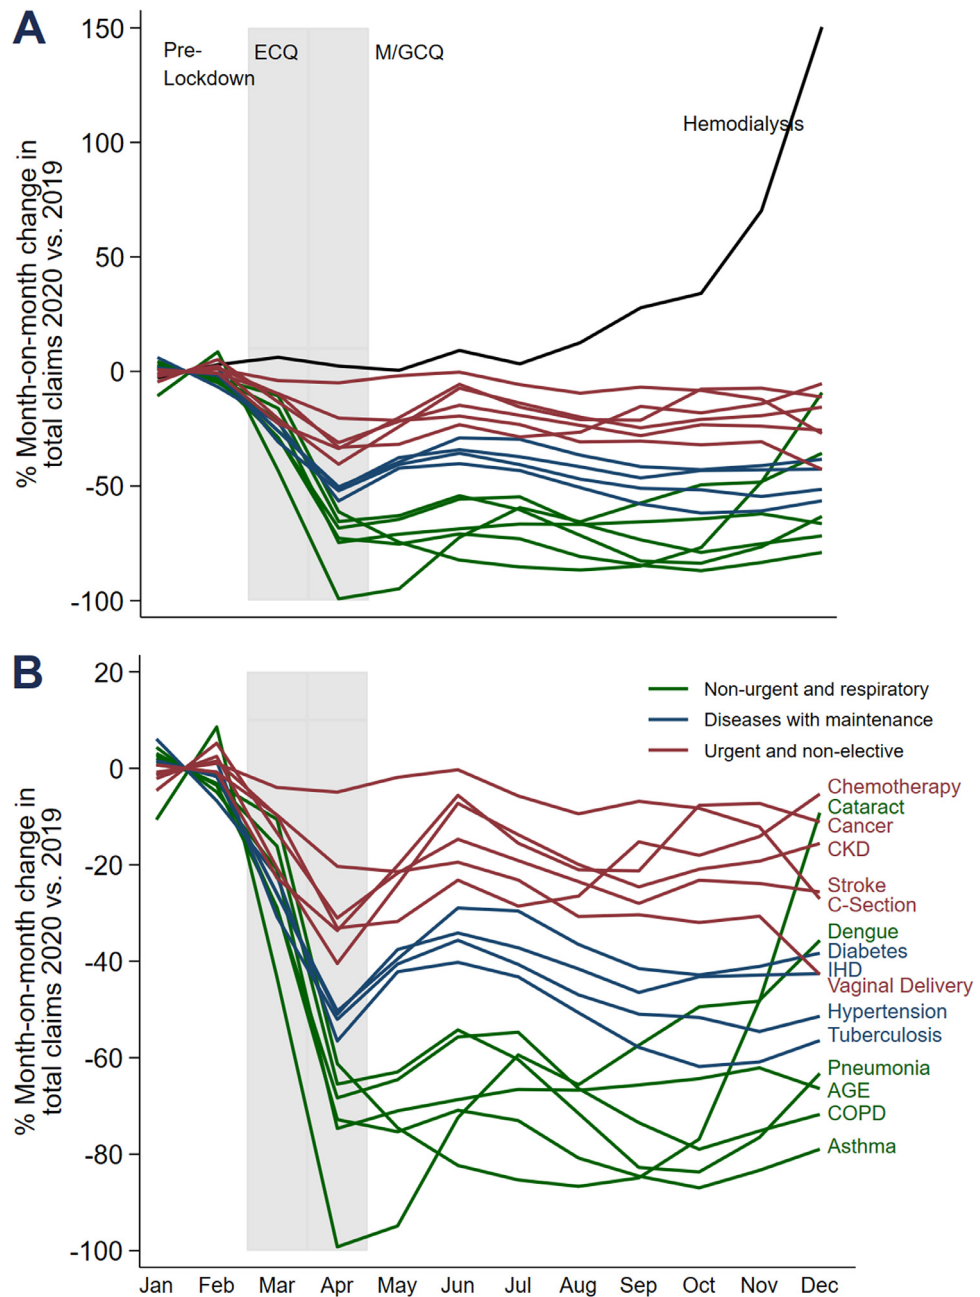 A
150
100
50
0
-50
-100
% Month-on-month change in
total claims 2020 vs. 2019
Pre-
Lockdown
ECQ
M/GCQ
Hemodialysis
B
20
0
-20
-40
-60
-80
-100
% Month-on-month change in
total claims 2020 vs. 2019
Non-urgent and respiratory
Diseases with maintenance
Urgent and non-elective
Chemotherapy
Cataract
Cancer
CKD
Stroke
C-Section
Dengue
Diabetes
IHD
Vaginal Delivery
Hypertension
Tuberculosis
Pneumonia
AGE
COPD
Asthma
Jan Feb Mar Apr May Jun Jul Aug Sep Oct Nov Dec